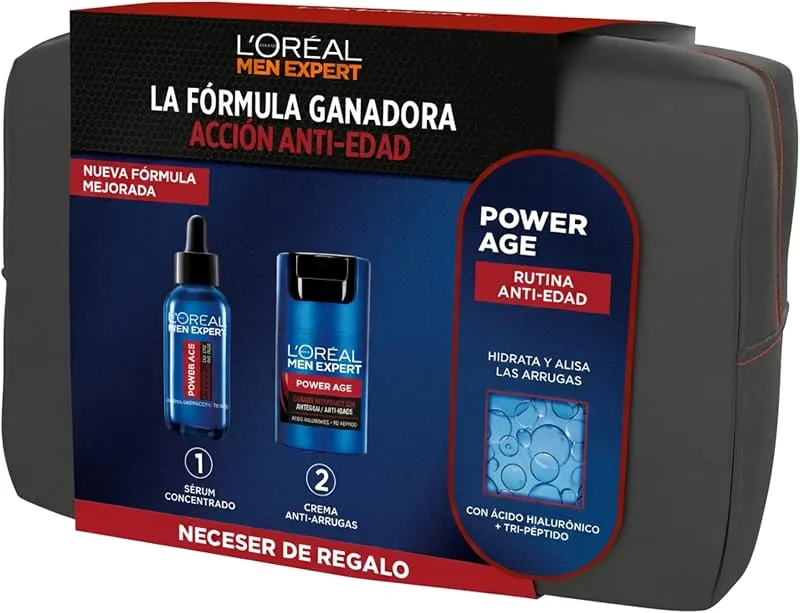 L'ORÉAL
MEN EXPERT
LA FÓRMULA GANADORA
ACCIÓN ANTI-EDAD
NUEVA FÓRMULA
MEJORADA
L'ORÉAL
MEN EXPERT
POWER AGE
L'ORÉAL
MEN EXPERT
POWER AGE
1
SÉRUM
CONCENTRADO
2
CREMA
ANTI-ARRUGAS
POWER
AGE
RUTINA
ANTI-EDAD
HIDRATA Y ALISA
LAS ARRUGAS
CON ÁCIDO HIALURÓNICO
+ TRI-PÉPTIDO
NECESER DE REGALO